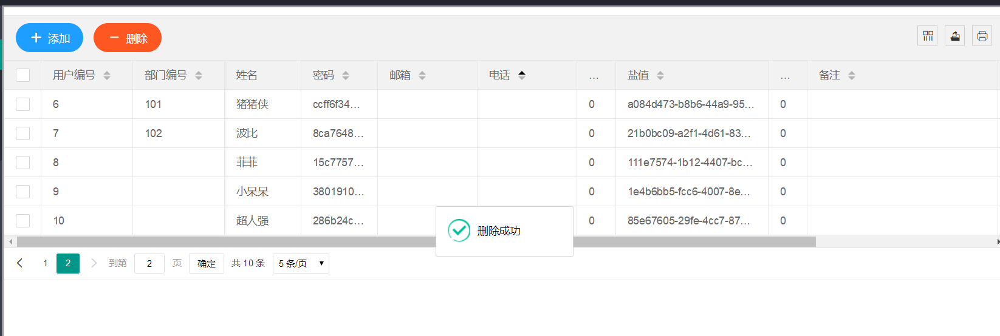 添加 删除
用户编号 部门编号 姓名 密码 邮箱 电话 ... 盐值 ... 备注
6 101 猪猪侠 ccff6f34... 0 a084d473-b8b6-44a9-95... 0
7 102 波比 8ca7648... 0 21b0bc09-a2f1-4d61-83... 0
8 菲菲 15c7757... 0 111e7574-1b12-4407-bc... 0
9 小呆呆 3801910... 0 1e4b6bb5-fcc6-4007-8e... 0
10 超人强 286b24c... 0 85e67605-29fe-4cc7-87... 0
删除成功
1 2 到第 2 页 确定 共 10 条 5 条/页